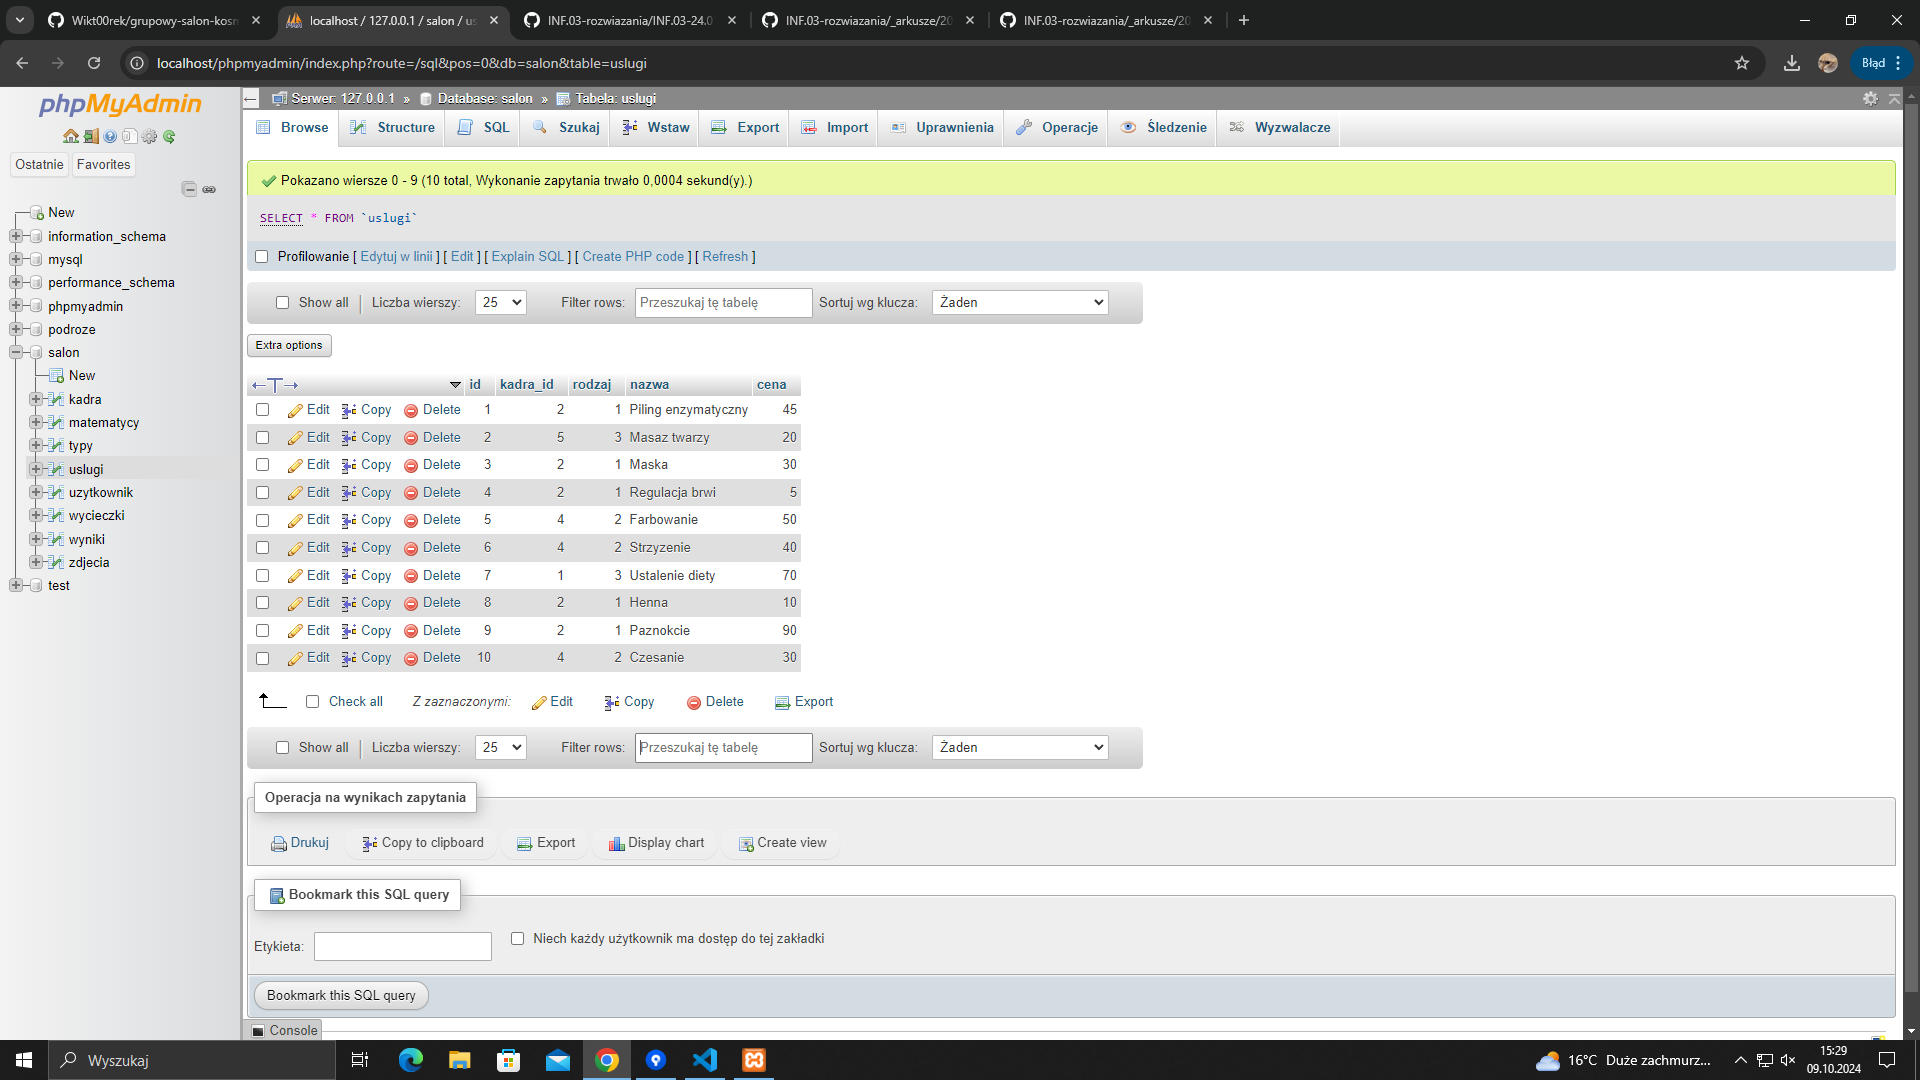 Wikt00rek/grupowy-salon-kosm
localhost / 127.0.0.1 / salon / us
INF.03-rozwiazania/INF.03-24.0
INF.03-rozwiazania/_arkusze/20
INF.03-rozwiazania/_arkusze/20
localhost/phpmyadmin/index.php?route=/sql&pos=0&db=salon&table=uslugi
Błąd
phpMyAdmin
Ostatnie Favorites
New
information_schema
mysql
performance_schema
phpmyadmin
podroze
salon
New
kadra
matematycy
typy
uslugi
uzytkownik
wycieczki
wyniki
zdjecia
test
Serwer: 127.0.0.1 » Database: salon » Tabela: uslugi
Browse Structure SQL Szukaj Wstaw Export Import Uprawnienia Operacje Śledzenie Wyzwalacze
Pokazano wiersze 0 - 9 (10 total, Wykonanie zapytania trwało 0,0004 sekund(y).)
SELECT * FROM `uslugi`
Profilowanie [ Edytuj w linii ] [ Edit ] [ Explain SQL ] [ Create PHP code ] [ Refresh ]
Show all Liczba wierszy: 25 Filter rows: Przeszukaj tę tabelę Sortuj wg klucza: Żaden
Extra options
id kadra_id rodzaj nazwa cena
Edit Copy Delete 1 2 1 Piling enzymatyczny 45
Edit Copy Delete 2 5 3 Masaz twarzy 20
Edit Copy Delete 3 2 1 Maska 30
Edit Copy Delete 4 2 1 Regulacja brwi 5
Edit Copy Delete 5 4 2 Farbowanie 50
Edit Copy Delete 6 4 2 Strzyzenie 40
Edit Copy Delete 7 1 3 Ustalenie diety 70
Edit Copy Delete 8 2 1 Henna 10
Edit Copy Delete 9 2 1 Paznokcie 90
Edit Copy Delete 10 4 2 Czesanie 30
Check all Z zaznaczonymi: Edit Copy Delete Export
Show all Liczba wierszy: 25 Filter rows: Przeszukaj tę tabelę Sortuj wg klucza: Żaden
Operacja na wynikach zapytania
Drukuj Copy to clipboard Export Display chart Create view
Bookmark this SQL query
Etykieta: Niech każdy użytkownik ma dostęp do tej zakładki
Bookmark this SQL query
Console
Wyszukaj
16°C Duże zachmurz...
15:29
09.10.2024